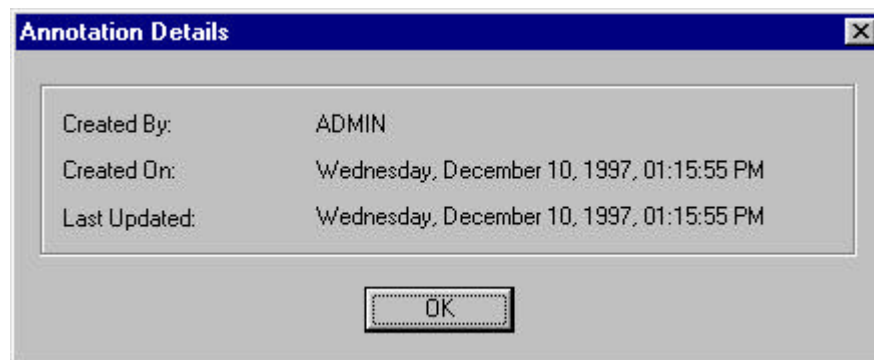 Annotation Details
Created By: ADMIN
Created On: Wednesday, December 10, 1997, 01:15:55 PM
Last Updated: Wednesday, December 10, 1997, 01:15:55 PM
OK